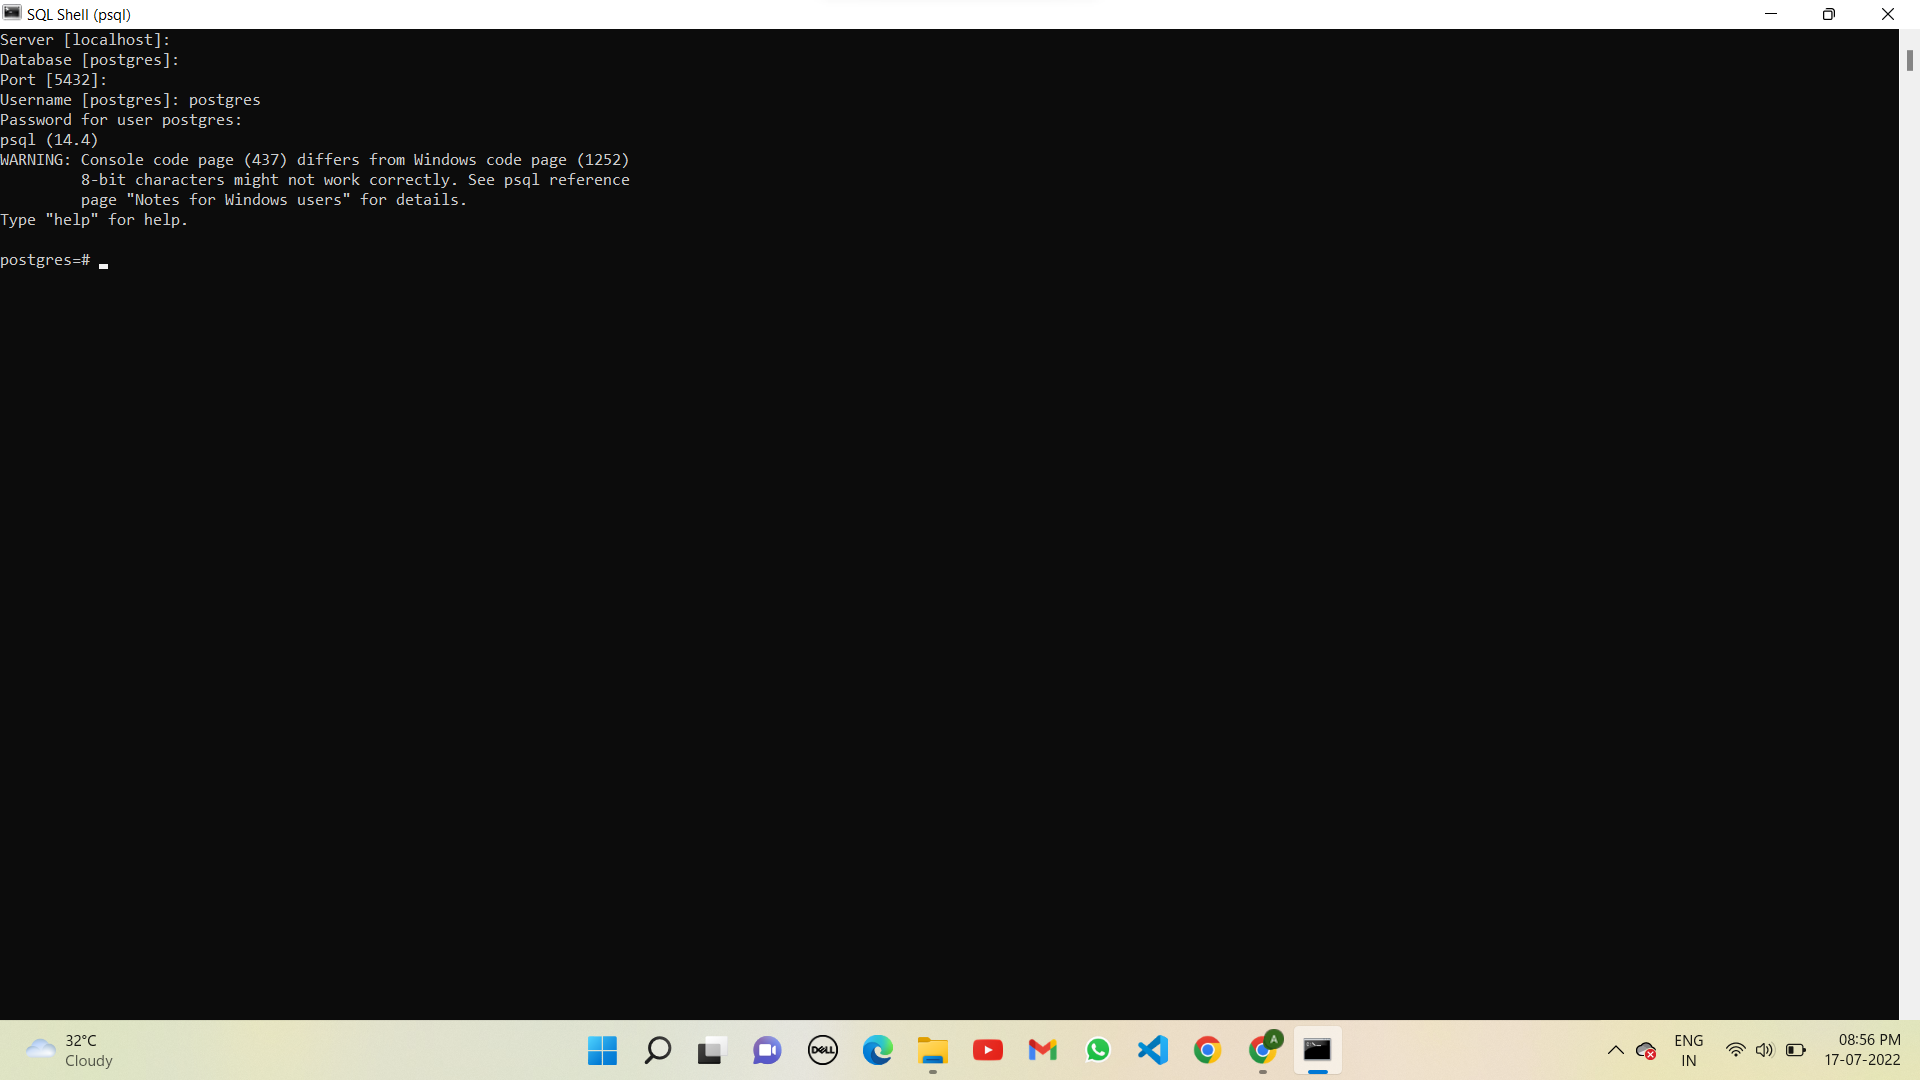 SQL Shell (psql)
Server [localhost]:
Database [postgres]:
Port [5432]:
Username [postgres]: postgres
Password for user postgres:
psql (14.4)
WARNING: Console code page (437) differs from Windows code page (1252)
         8-bit characters might not work correctly. See psql reference
         page "Notes for Windows users" for details.
Type "help" for help.
postgres=#
32°C
Cloudy
DELL
A
ENG
IN
08:56 PM
17-07-2022